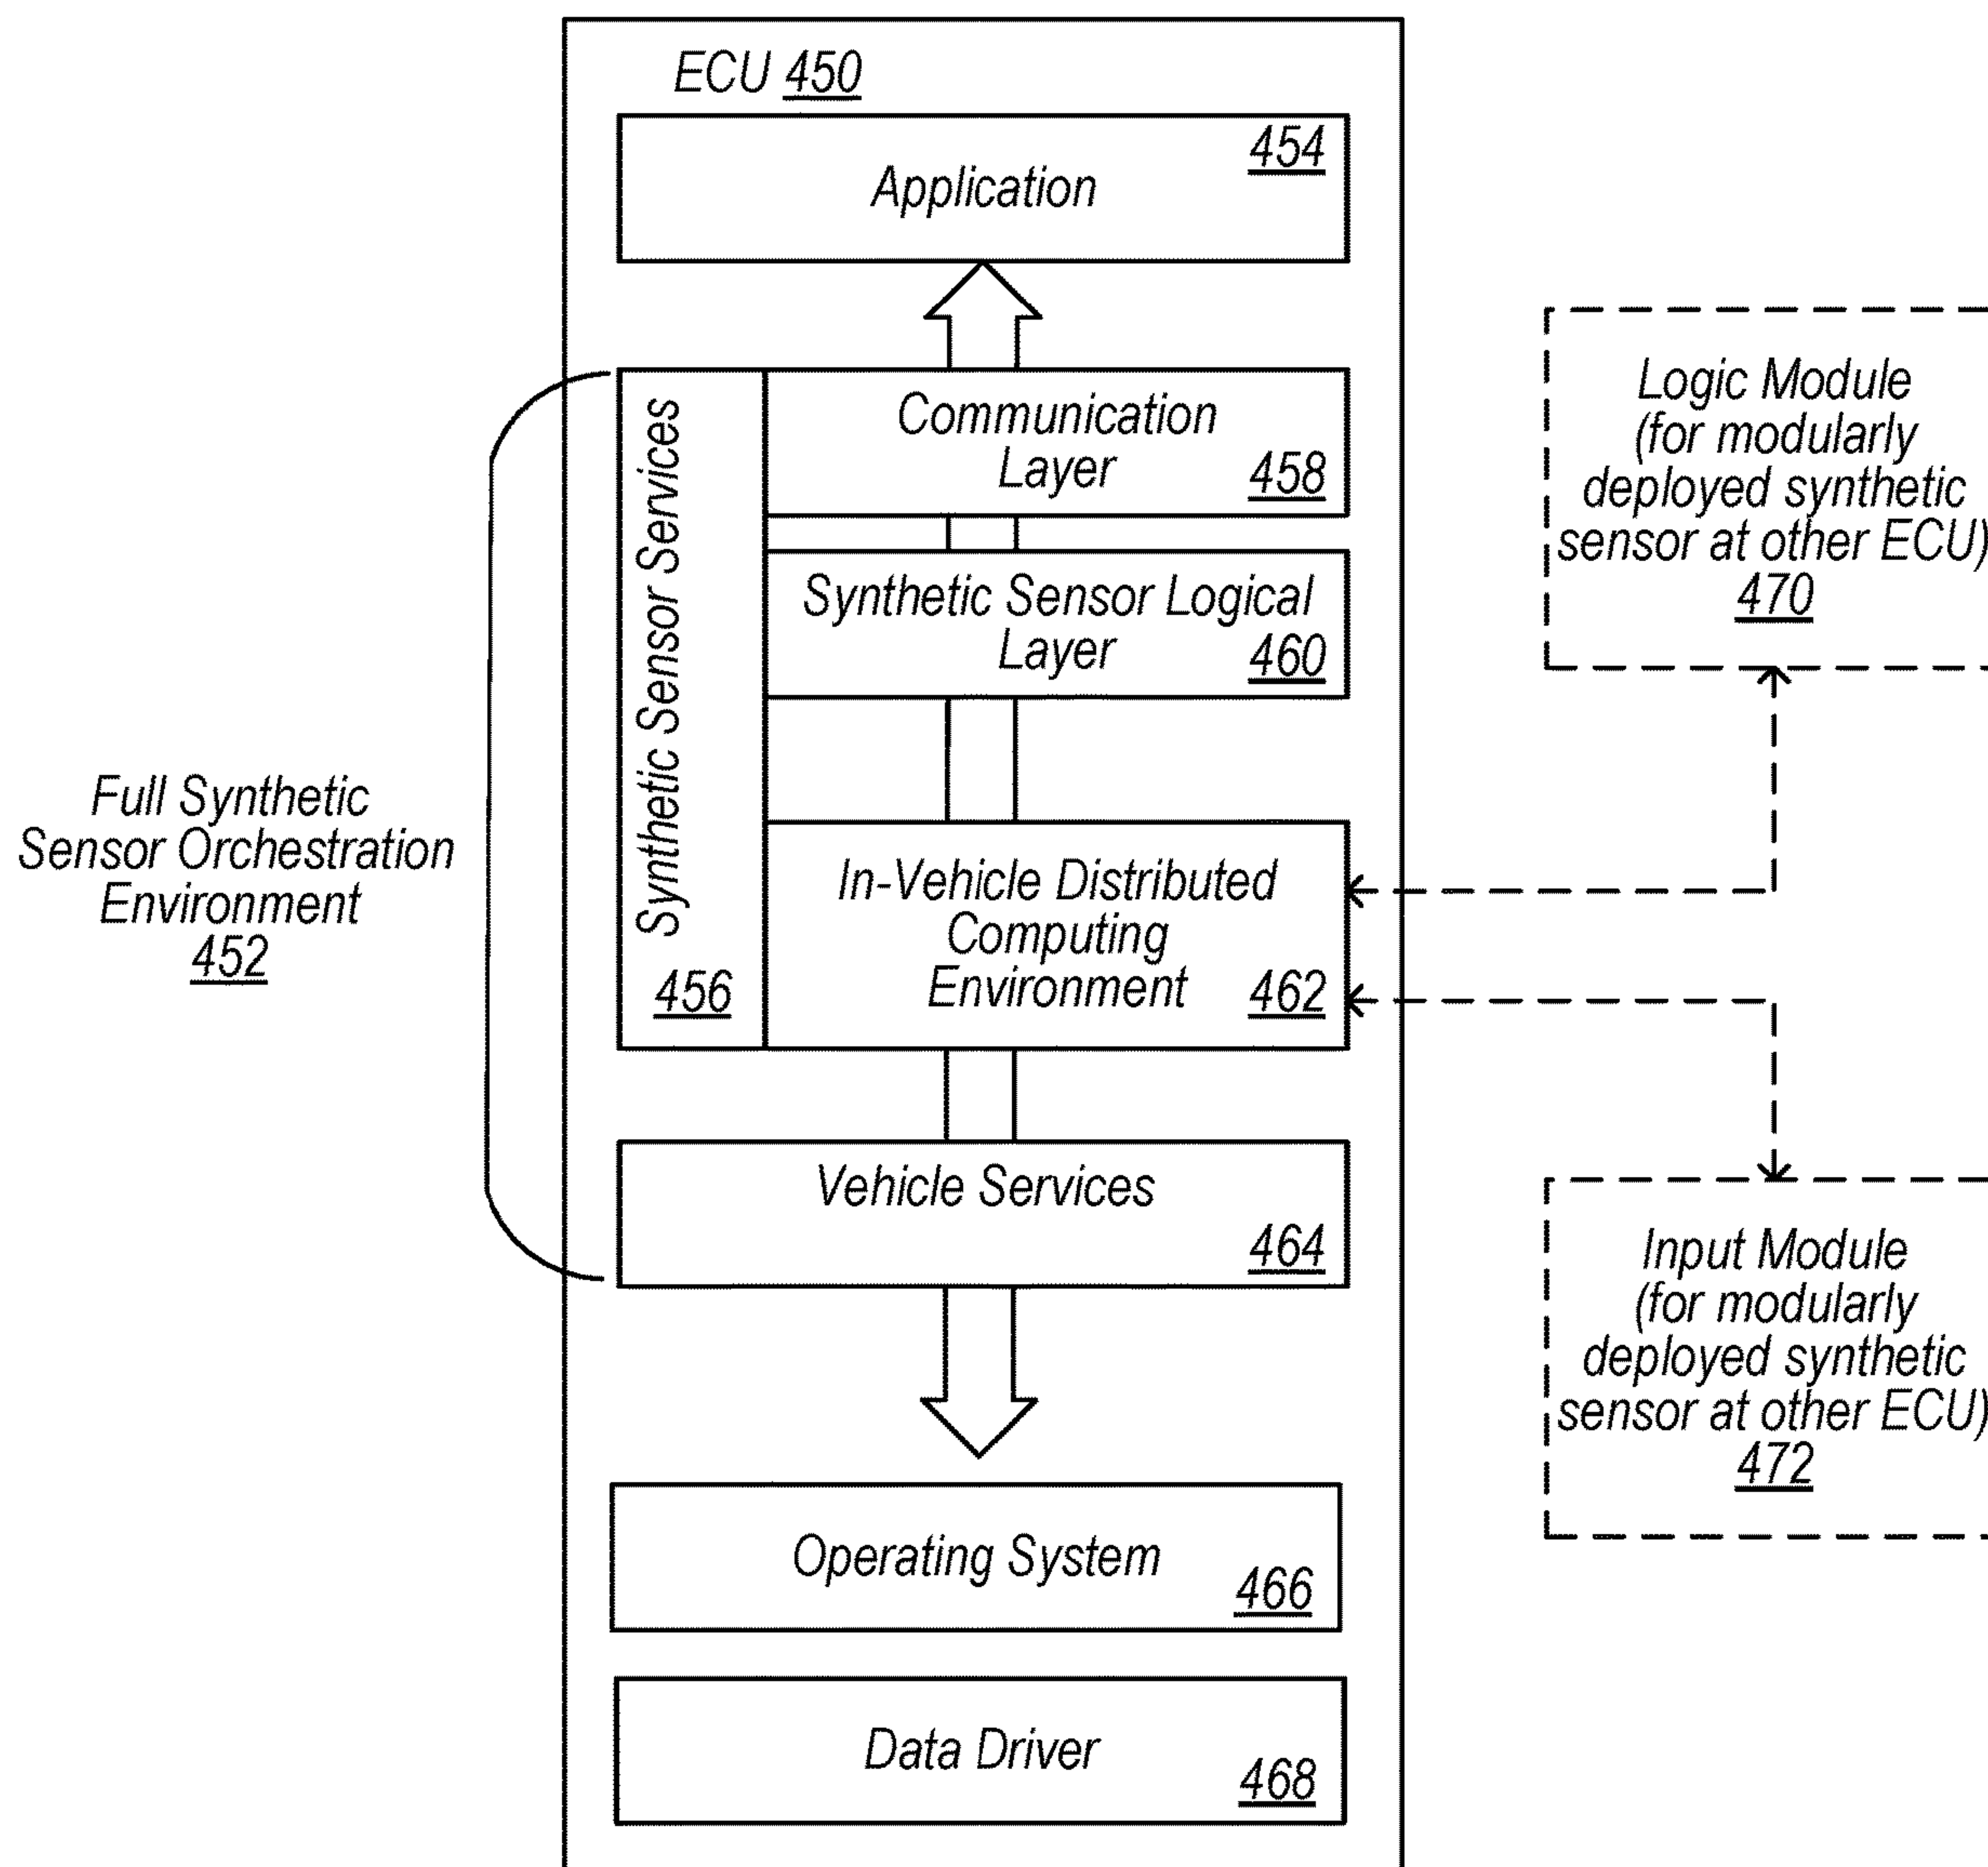 ECU 450
454
Application
Synthetic Sensor Services
456
Communication
Layer
458
Synthetic Sensor Logical
Layer
460
In-Vehicle Distributed
Computing
Environment
462
Vehicle Services
464
Operating System
466
Data Driver
468
Full Synthetic
Sensor Orchestration
Environment
452
Logic Module
(for modularly
deployed synthetic
sensor at other ECU)
470
Input Module
(for modularly
deployed synthetic
sensor at other ECU)
472